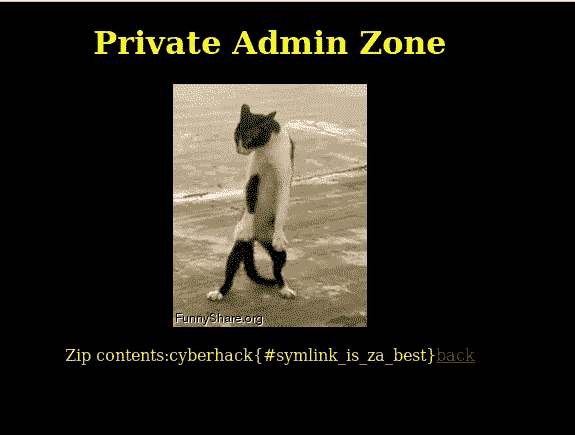 Private Admin Zone
FunnyShare.org
Zip contents:cyberhack{#symlink_is_za_best}back